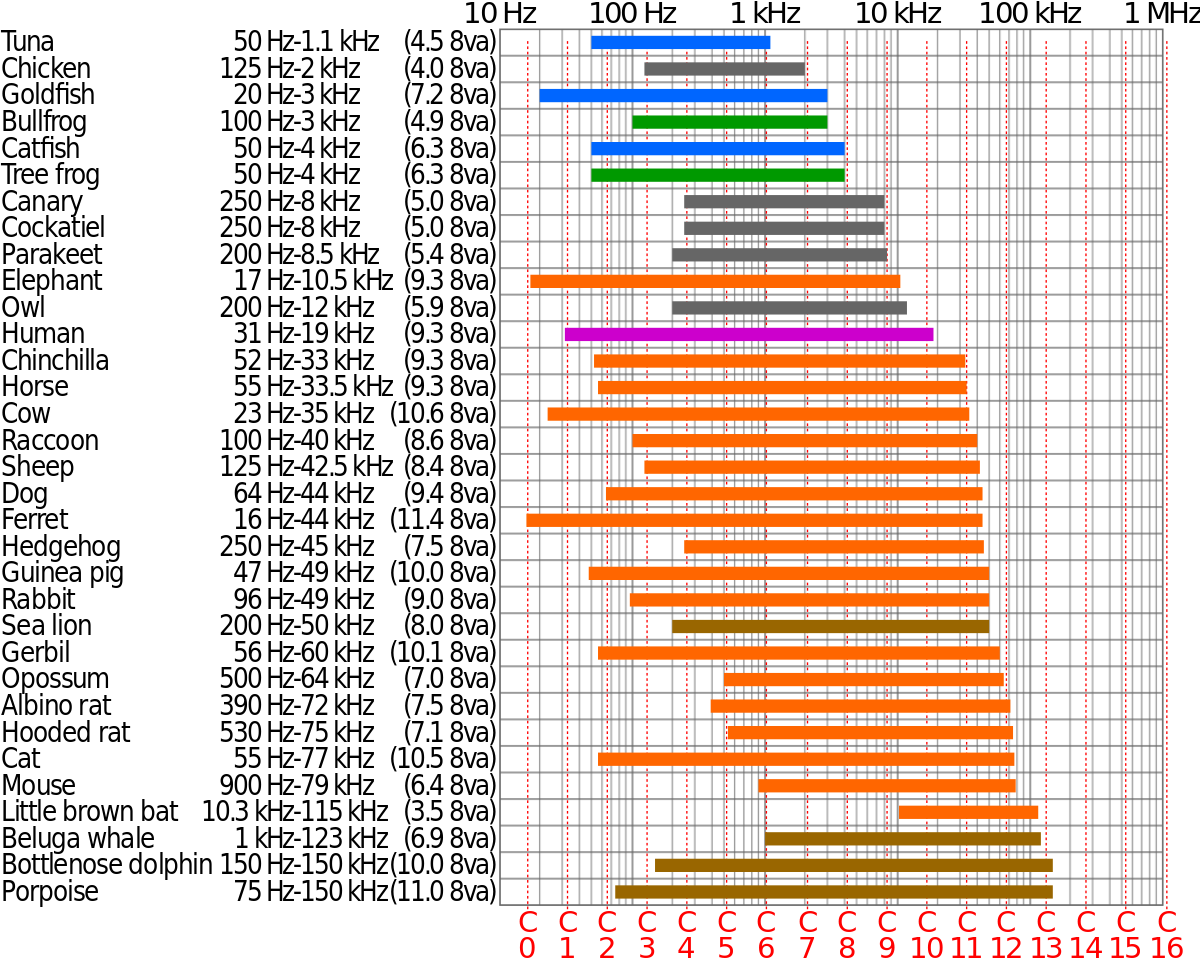 10 Hz 100 Hz 1 kHz 10 kHz 100 kHz 1 MHz
Tuna 50 Hz-1.1 kHz (4.5 8va)
Chicken 125 Hz-2 kHz (4.0 8va)
Goldfish 20 Hz-3 kHz (7.2 8va)
Bullfrog 100 Hz-3 kHz (4.9 8va)
Catfish 50 Hz-4 kHz (6.3 8va)
Tree frog 50 Hz-4 kHz (6.3 8va)
Canary 250 Hz-8 kHz (5.0 8va)
Cockatiel 250 Hz-8 kHz (5.0 8va)
Parakeet 200 Hz-8.5 kHz (5.4 8va)
Elephant 17 Hz-10.5 kHz (9.3 8va)
Owl 200 Hz-12 kHz (5.9 8va)
Human 31 Hz-19 kHz (9.3 8va)
Chinchilla 52 Hz-33 kHz (9.3 8va)
Horse 55 Hz-33.5 kHz (9.3 8va)
Cow 23 Hz-35 kHz (10.6 8va)
Raccoon 100 Hz-40 kHz (8.6 8va)
Sheep 125 Hz-42.5 kHz (8.4 8va)
Dog 64 Hz-44 kHz (9.4 8va)
Ferret 16 Hz-44 kHz (11.4 8va)
Hedgehog 250 Hz-45 kHz (7.5 8va)
Guinea pig 47 Hz-49 kHz (10.0 8va)
Rabbit 96 Hz-49 kHz (9.0 8va)
Sea lion 200 Hz-50 kHz (8.0 8va)
Gerbil 56 Hz-60 kHz (10.1 8va)
Opossum 500 Hz-64 kHz (7.0 8va)
Albino rat 390 Hz-72 kHz (7.5 8va)
Hooded rat 530 Hz-75 kHz (7.1 8va)
Cat 55 Hz-77 kHz (10.5 8va)
Mouse 900 Hz-79 kHz (6.4 8va)
Little brown bat 10.3 kHz-115 kHz (3.5 8va)
Beluga whale 1 kHz-123 kHz (6.9 8va)
Bottlenose dolphin 150 Hz-150 kHz (10.0 8va)
Porpoise 75 Hz-150 kHz (11.0 8va)
C C C C C C C C C C C C C C C C C
0 1 2 3 4 5 6 7 8 9 10 11 12 13 14 15 16